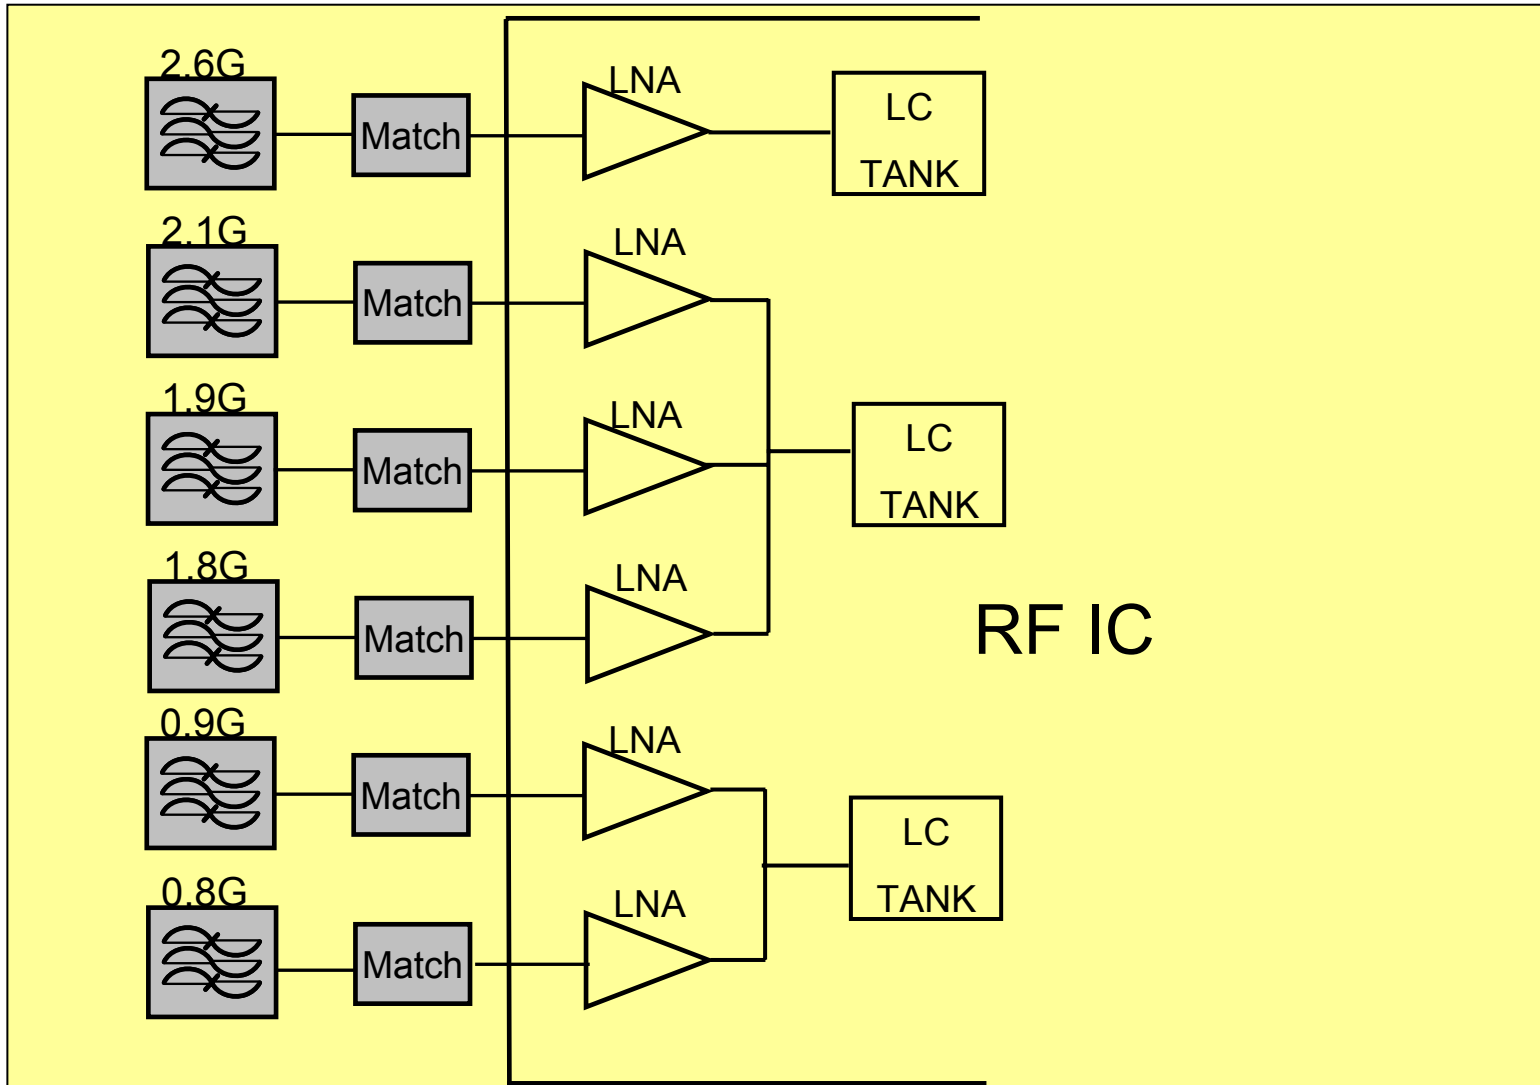 2.6G
Match
LNA
LC
TANK
2.1G
Match
LNA
1.9G
Match
LNA
LC
TANK
1.8G
Match
LNA
RF IC
0.9G
Match
LNA
LC
TANK
0.8G
Match
LNA